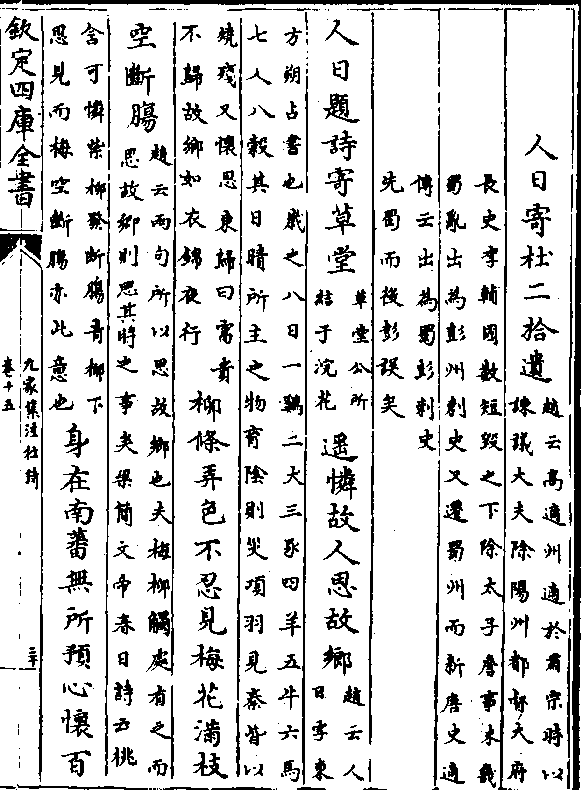 人日寄杜二拾遺趙云高適州適於肅宗時以
諫議大夫除陽州都督大府
長史李輔國數短毀之下除太子詹事未幾
蜀亂出為彭州刺史又遷蜀州而新唐史適
傳云出為蜀彭刺史
先蜀而後彭誤矣
人日題詩寄草堂草堂公所
結于浣花遥憐故人思故鄉趙云人
日字東
方朔占書也歲之八日一鷄二犬三豕四羊五牛六馬
七人八榖其日晴所主之物育隂則災項羽見秦皆以
燒殘又懷思東歸曰富貴
不歸故鄉如衣錦夜行柳條弄色不忍見梅花滿枝
空斷腸趙云兩句所以思故鄉也夫梅柳觸處有之而
思故鄉則思其時之事矣梁簡文帝春日詩云桃
含可憐紫柳發斷腸青柳不
忍見而梅空斷腸亦此意也身在南蕃無所預心懷百
欽定四庫全書
九家集注杜詩
卷十五
三十